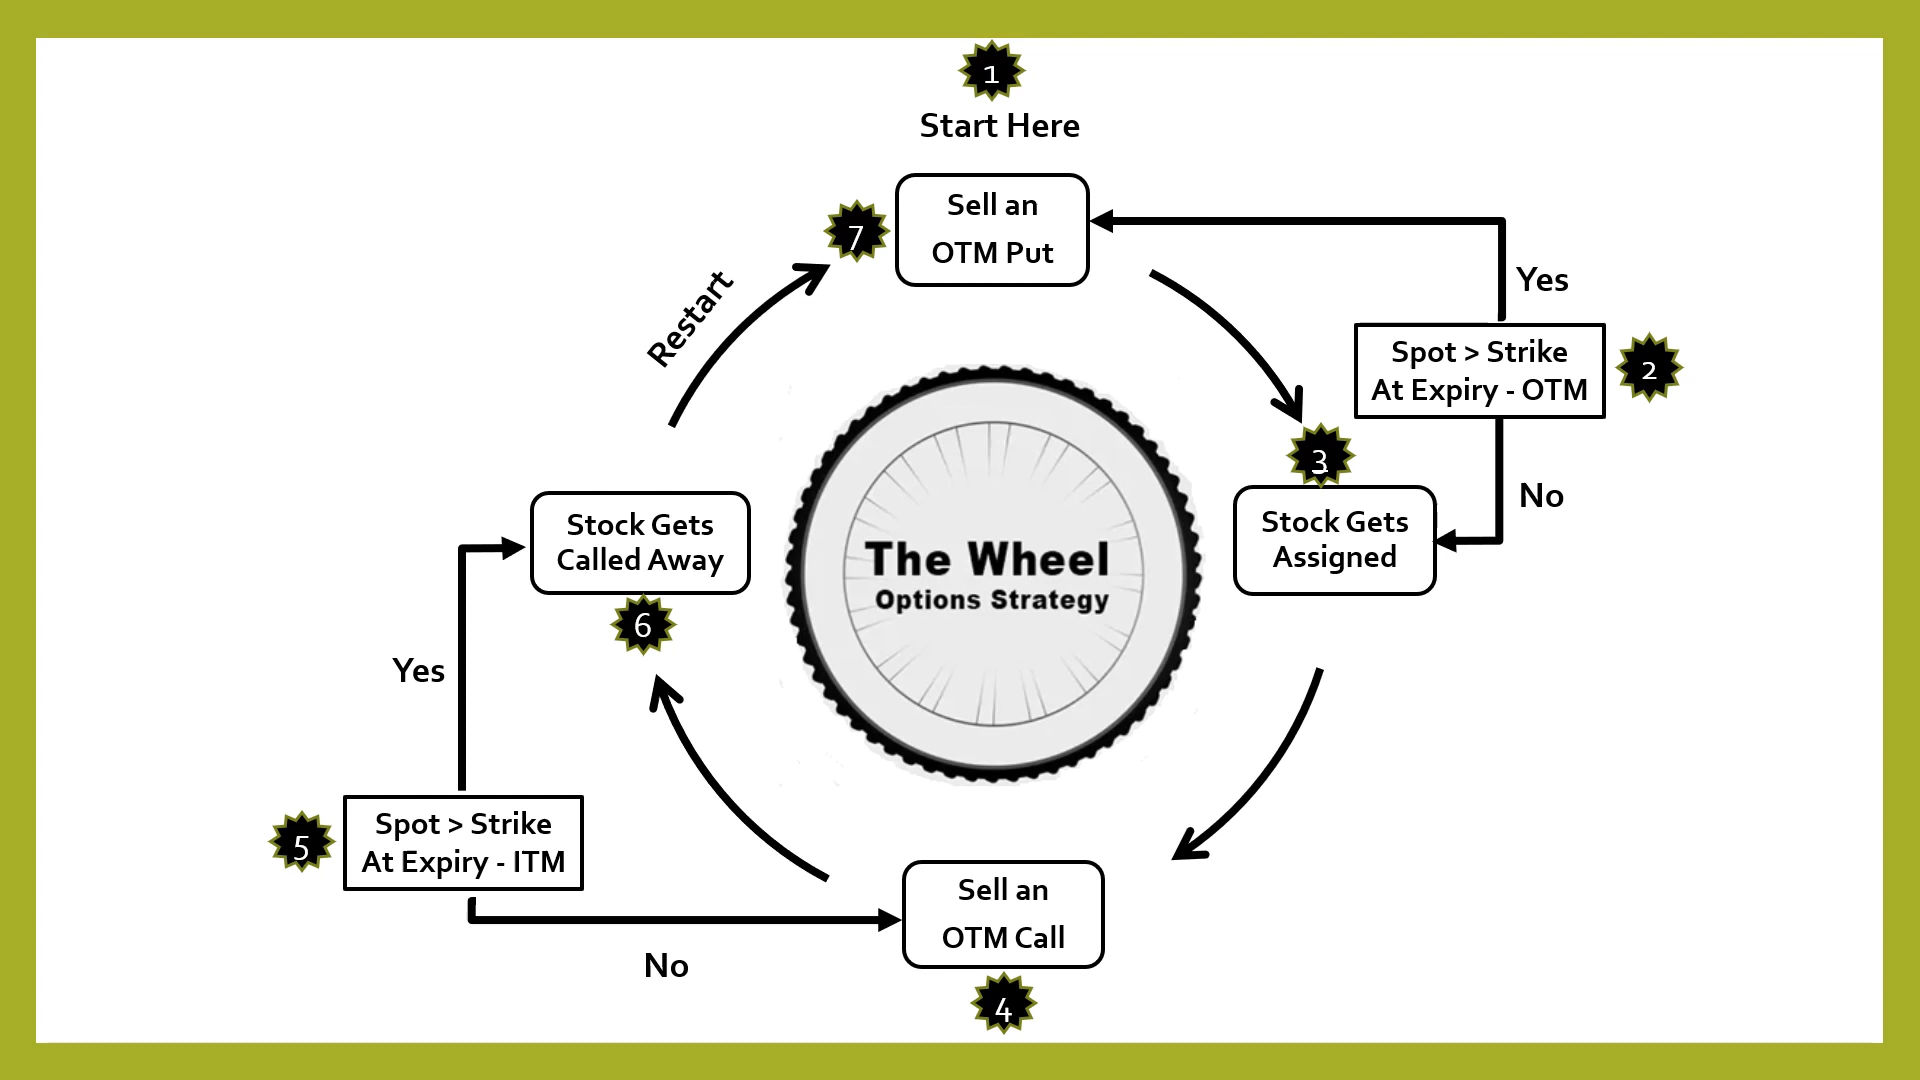 1
Start Here
7
Sell an
OTM Put
Restart
Yes
Spot > Strike
At Expiry - OTM
2
No
3
Stock Gets
Assigned
The Wheel
Options Strategy
Stock Gets
Called Away
6
Yes
5
Spot > Strike
At Expiry - ITM
No
Sell an
OTM Call
4